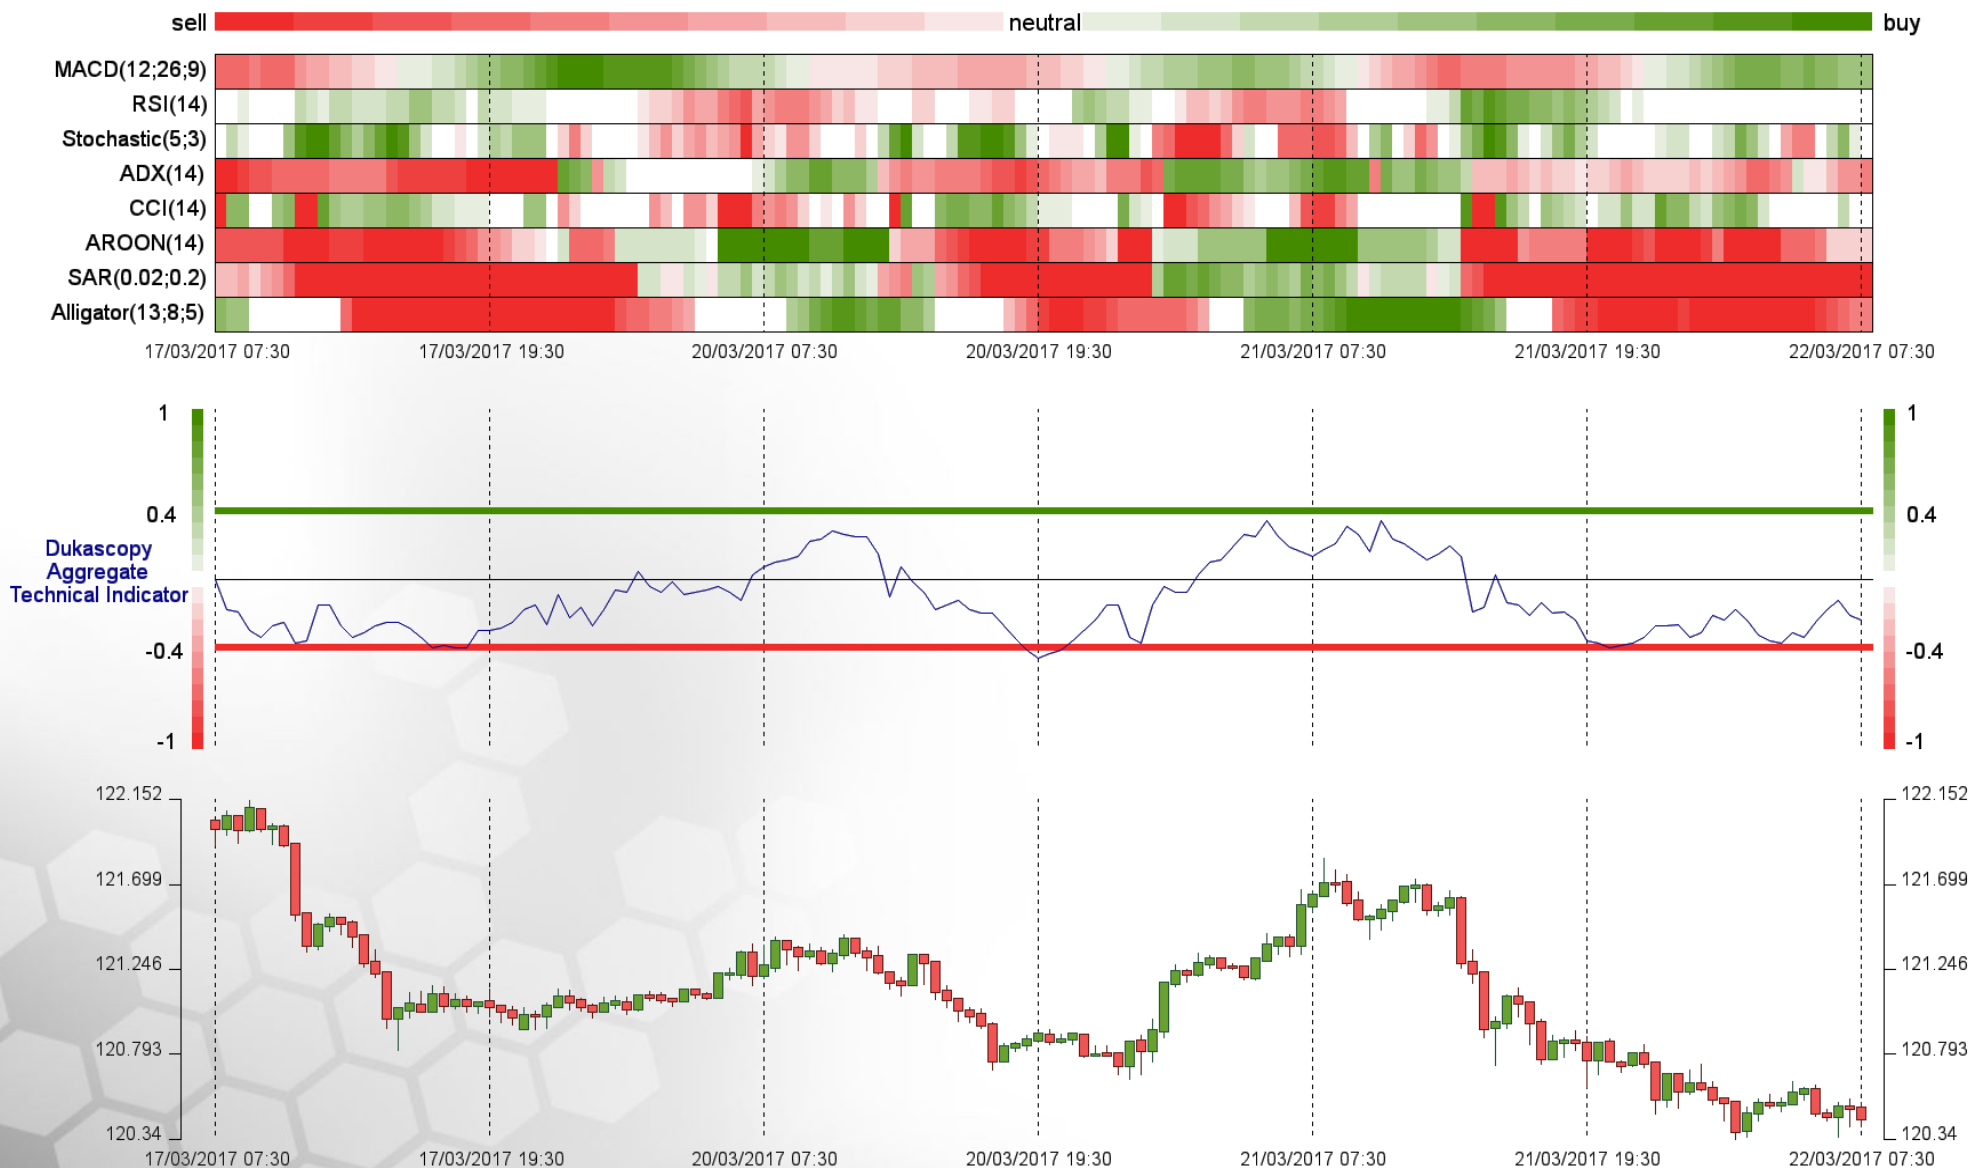 sell neutral buy
MACD(12;26;9)
RSI(14)
Stochastic(5;3)
ADX(14)
CCI(14)
AROON(14)
SAR(0.02;0.2)
Alligator(13;8;5)
17/03/2017 07:30 17/03/2017 19:30 20/03/2017 07:30 20/03/2017 19:30 21/03/2017 07:30 21/03/2017 19:30 22/03/2017 07:30
1 1
0.4 0.4
Dukascopy
Aggregate
Technical Indicator
-0.4 -0.4
-1 -1
122.152 122.152
121.699 121.699
121.246 121.246
120.793 120.793
120.34 120.34
17/03/2017 07:30 17/03/2017 19:30 20/03/2017 07:30 20/03/2017 19:30 21/03/2017 07:30 21/03/2017 19:30 22/03/2017 07:30